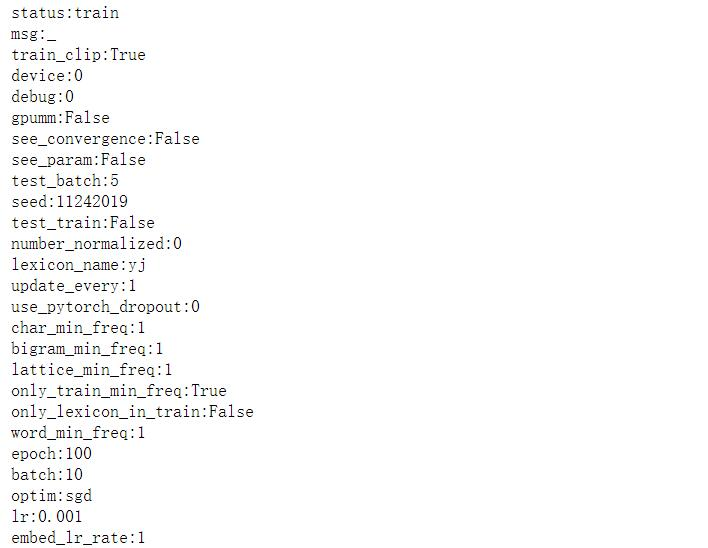 status:train
msg:_
train_clip:True
device:0
debug:0
gpumm:False
see_convergence:False
see_param:False
test_batch:5
seed:11242019
test_train:False
number_normalized:0
lexicon_name:yj
update_every:1
use_pytorch_dropout:0
char_min_freq:1
bigram_min_freq:1
lattice_min_freq:1
only_train_min_freq:True
only_lexicon_in_train:False
word_min_freq:1
epoch:100
batch:10
optim:sgd
lr:0.001
embed_lr_rate:1